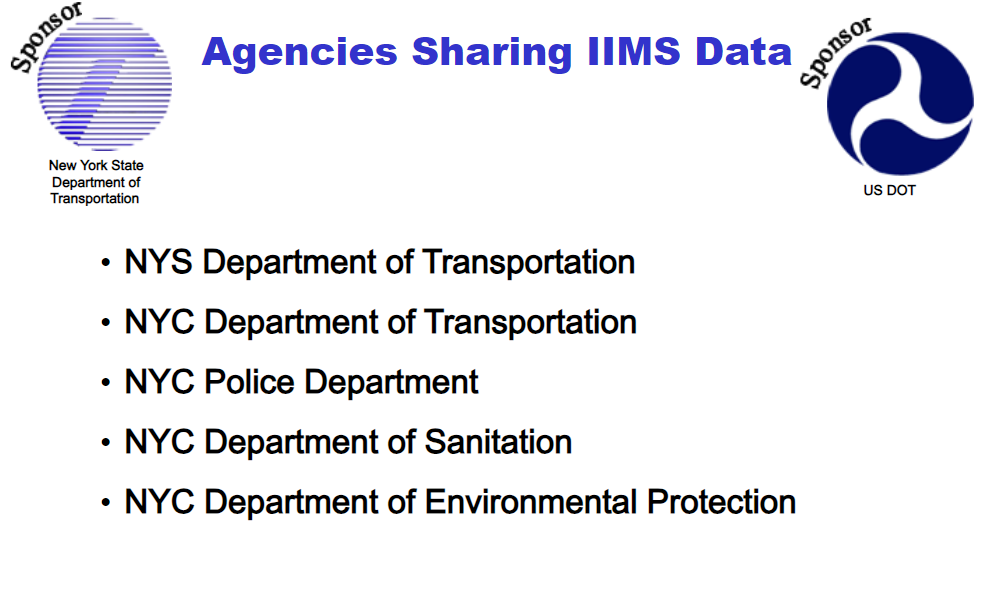 Sponsor
Agencies Sharing IIMS Data
Sponsor
New York State
Department of
Transportation
US DOT
• NYS Department of Transportation
• NYC Department of Transportation
• NYC Police Department
• NYC Department of Sanitation
• NYC Department of Environmental Protection